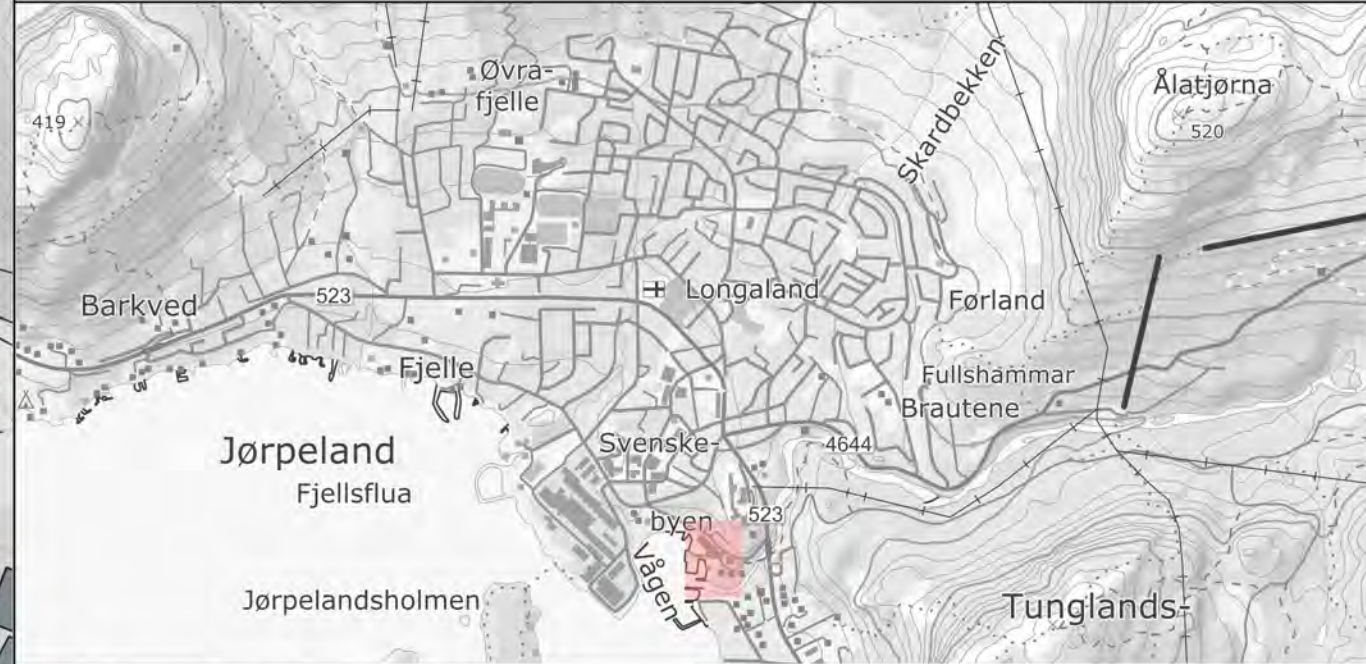 Øvra-
fjelle
Skardbekken
Ålatjørna
520
419
Barkved
523
Longaland
Førland
Fjelle
Fullshammar
Brautene
Jørpeland
Svenske-
4644
Fjellsflua
byen
523
Vågen
Jørpelandsholmen
Tunglands-